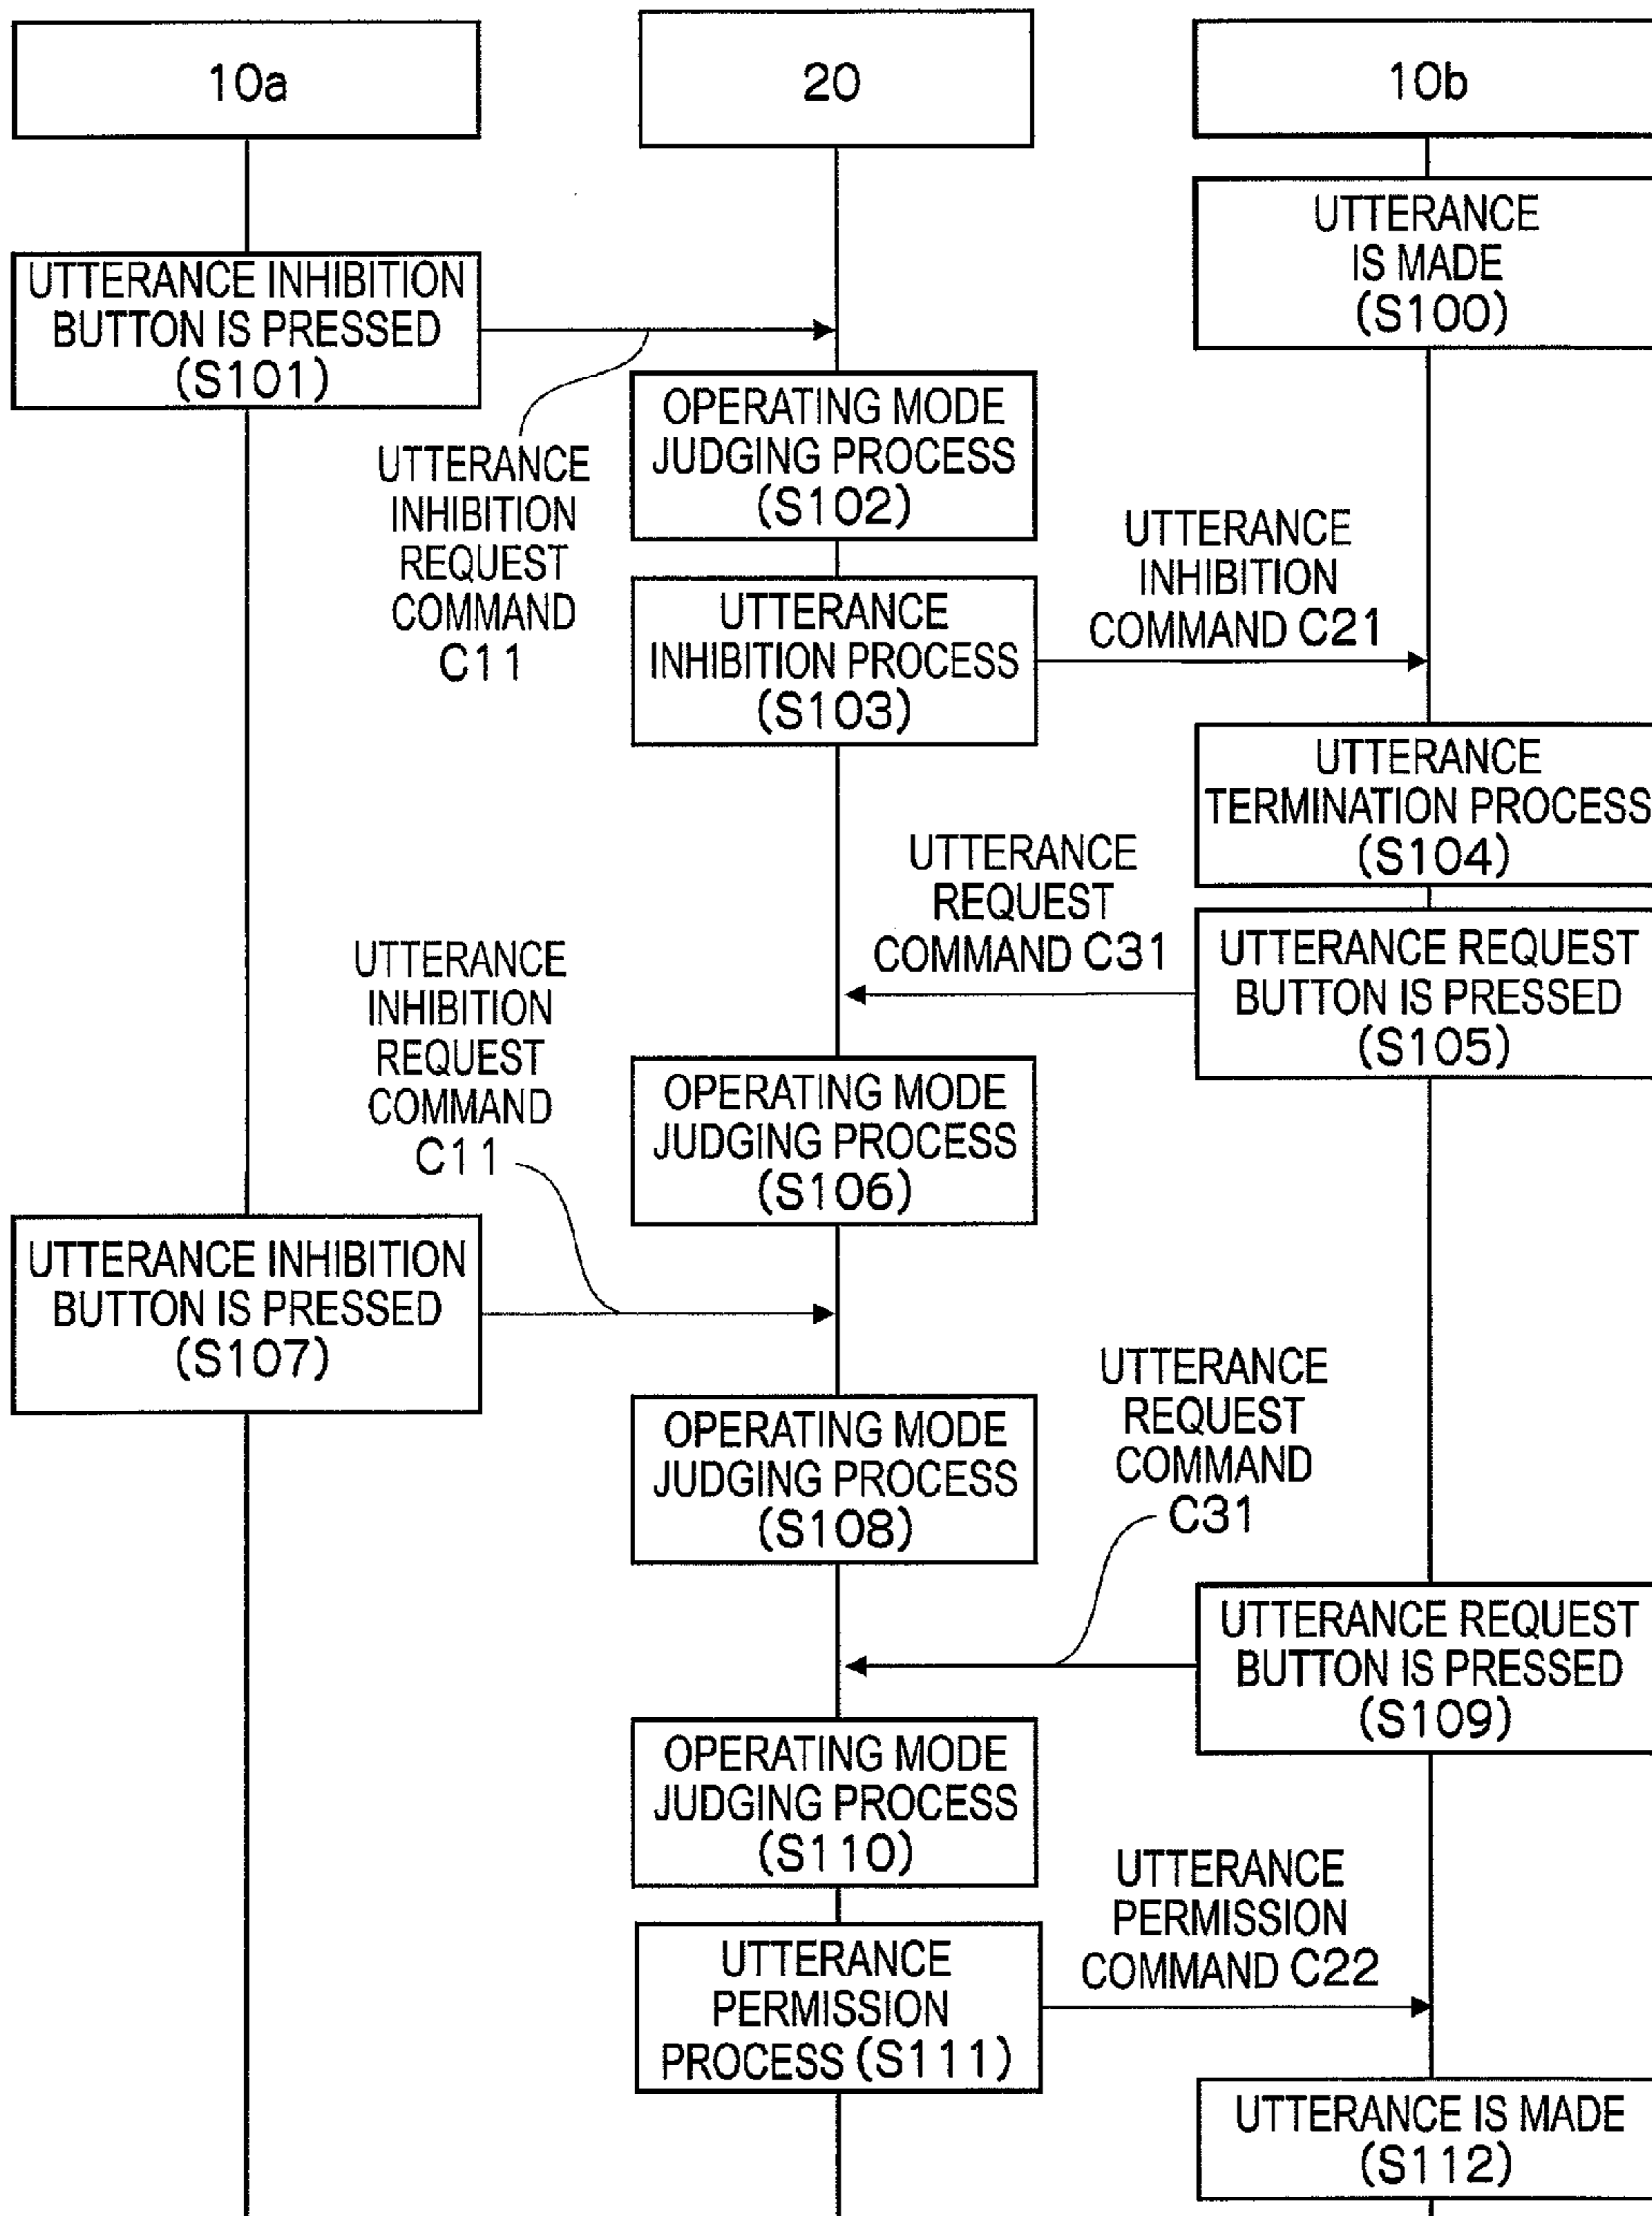 10a
20
10b
UTTERANCE
IS MADE
(S100)
UTTERANCE INHIBITION
BUTTON IS PRESSED
(S101)
UTTERANCE
INHIBITION
REQUEST
COMMAND
C11
OPERATING MODE
JUDGING PROCESS
(S102)
UTTERANCE
INHIBITION PROCESS
(S103)
UTTERANCE
INHIBITION
COMMAND C21
UTTERANCE
TERMINATION PROCESS
(S104)
UTTERANCE
REQUEST
COMMAND C31
UTTERANCE REQUEST
BUTTON IS PRESSED
(S105)
UTTERANCE
INHIBITION
REQUEST
COMMAND
C11
OPERATING MODE
JUDGING PROCESS
(S106)
UTTERANCE INHIBITION
BUTTON IS PRESSED
(S107)
OPERATING MODE
JUDGING PROCESS
(S108)
UTTERANCE
REQUEST
COMMAND
C31
UTTERANCE REQUEST
BUTTON IS PRESSED
(S109)
OPERATING MODE
JUDGING PROCESS
(S110)
UTTERANCE
PERMISSION
COMMAND C22
UTTERANCE
PERMISSION
PROCESS (S111)
UTTERANCE IS MADE
(S112)